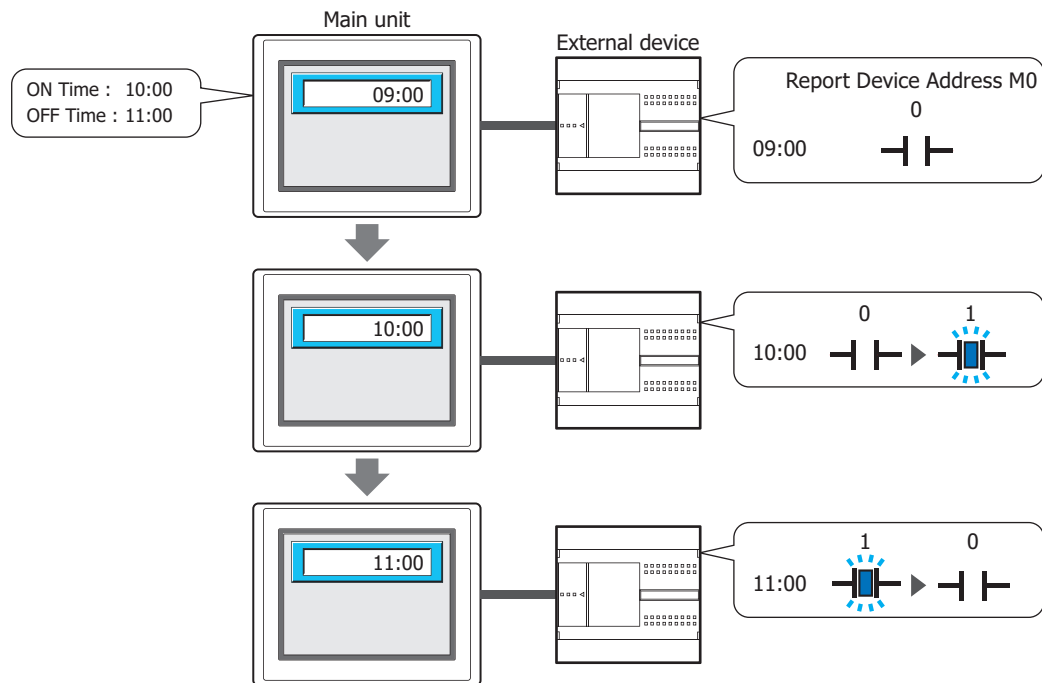 Main unit
External device
ON Time : 10:00
OFF Time : 11:00
09:00
Report Device Address M0
0
09:00
10:00
0 1
10:00
11:00
1 0
11:00